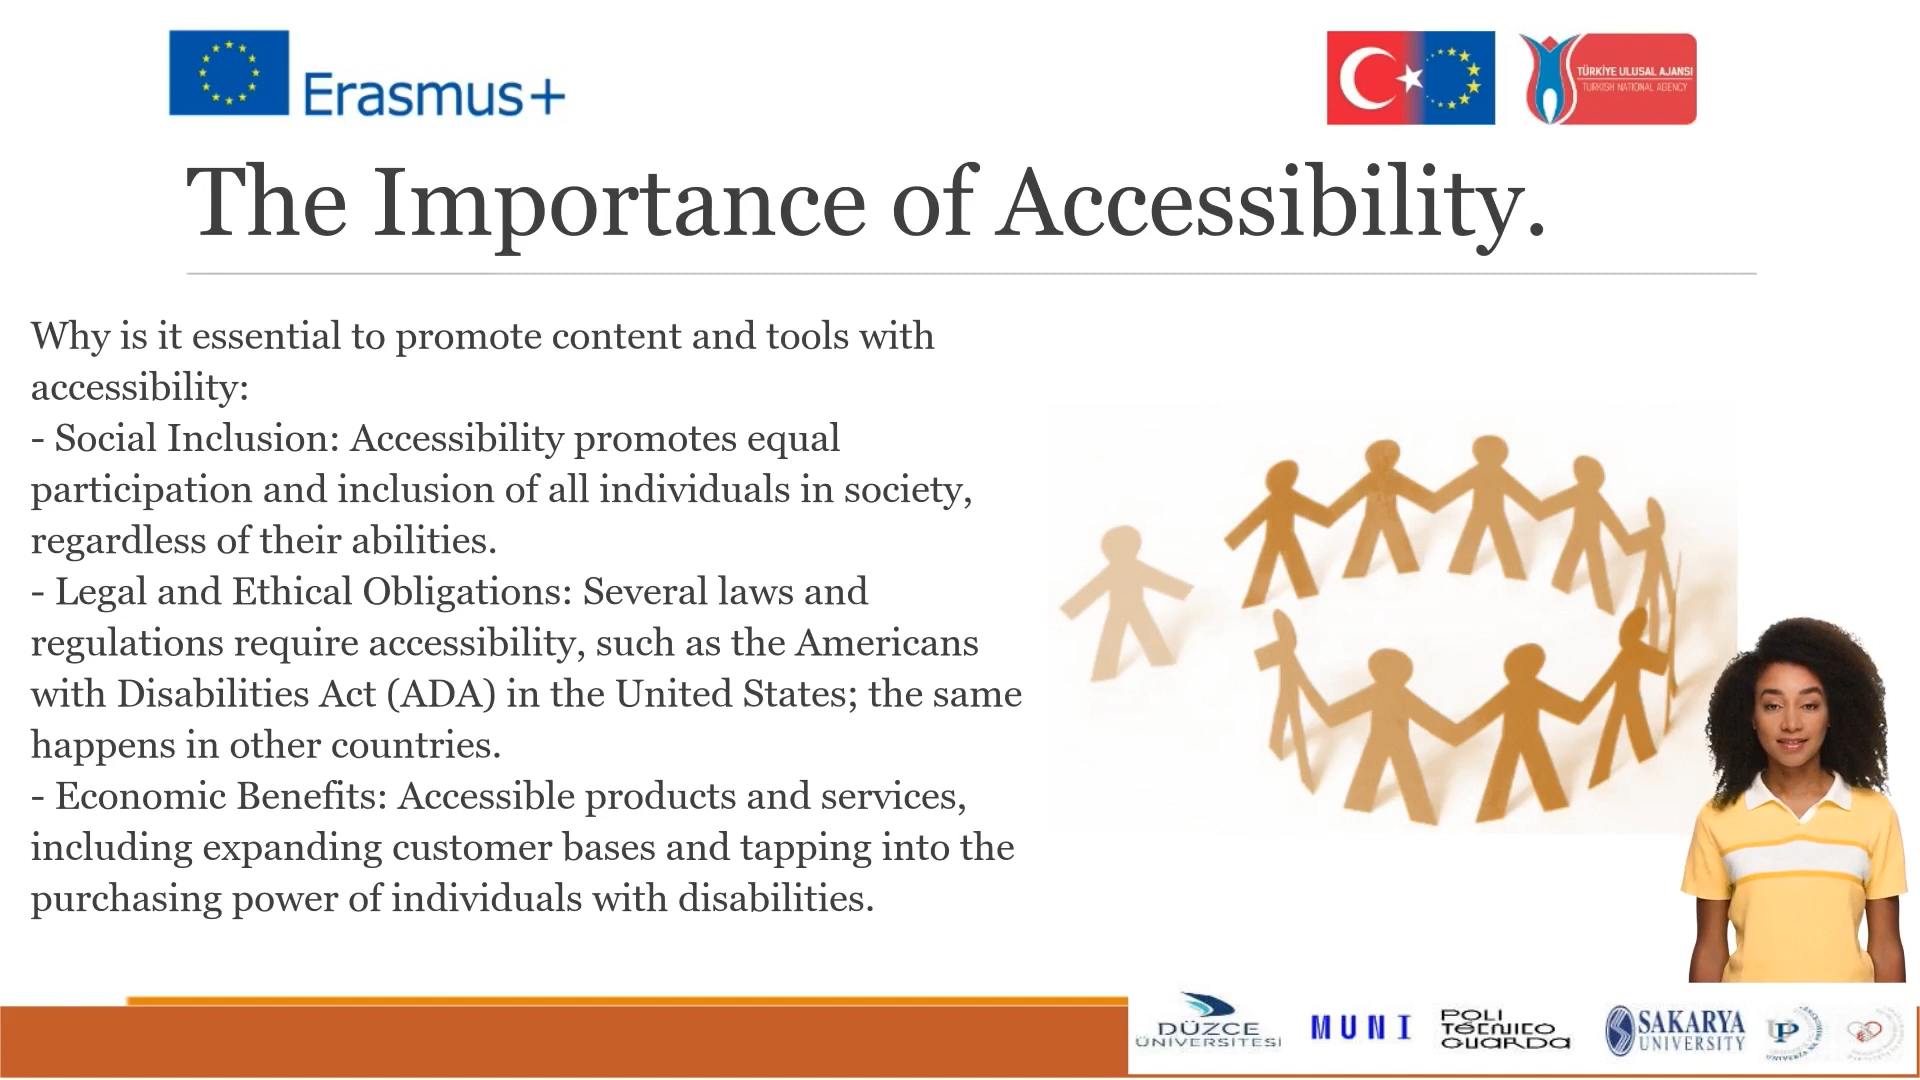 Erasmus+
TÜRKİYE ULUSAL AJANSI
TURKISH NATIONAL AGENCY
The Importance of Accessibility.
Why is it essential to promote content and tools with
accessibility:
- Social Inclusion: Accessibility promotes equal
participation and inclusion of all individuals in society,
regardless of their abilities.
- Legal and Ethical Obligations: Several laws and
regulations require accessibility, such as the Americans
with Disabilities Act (ADA) in the United States; the same
happens in other countries.
- Economic Benefits: Accessible products and services,
including expanding customer bases and tapping into the
purchasing power of individuals with disabilities.
DÜZCE
ÜNİVERSİTESİ
MUNI
POLI
TÉCNICO
GUARDA
SAKARYA
UNIVERSITY
UP